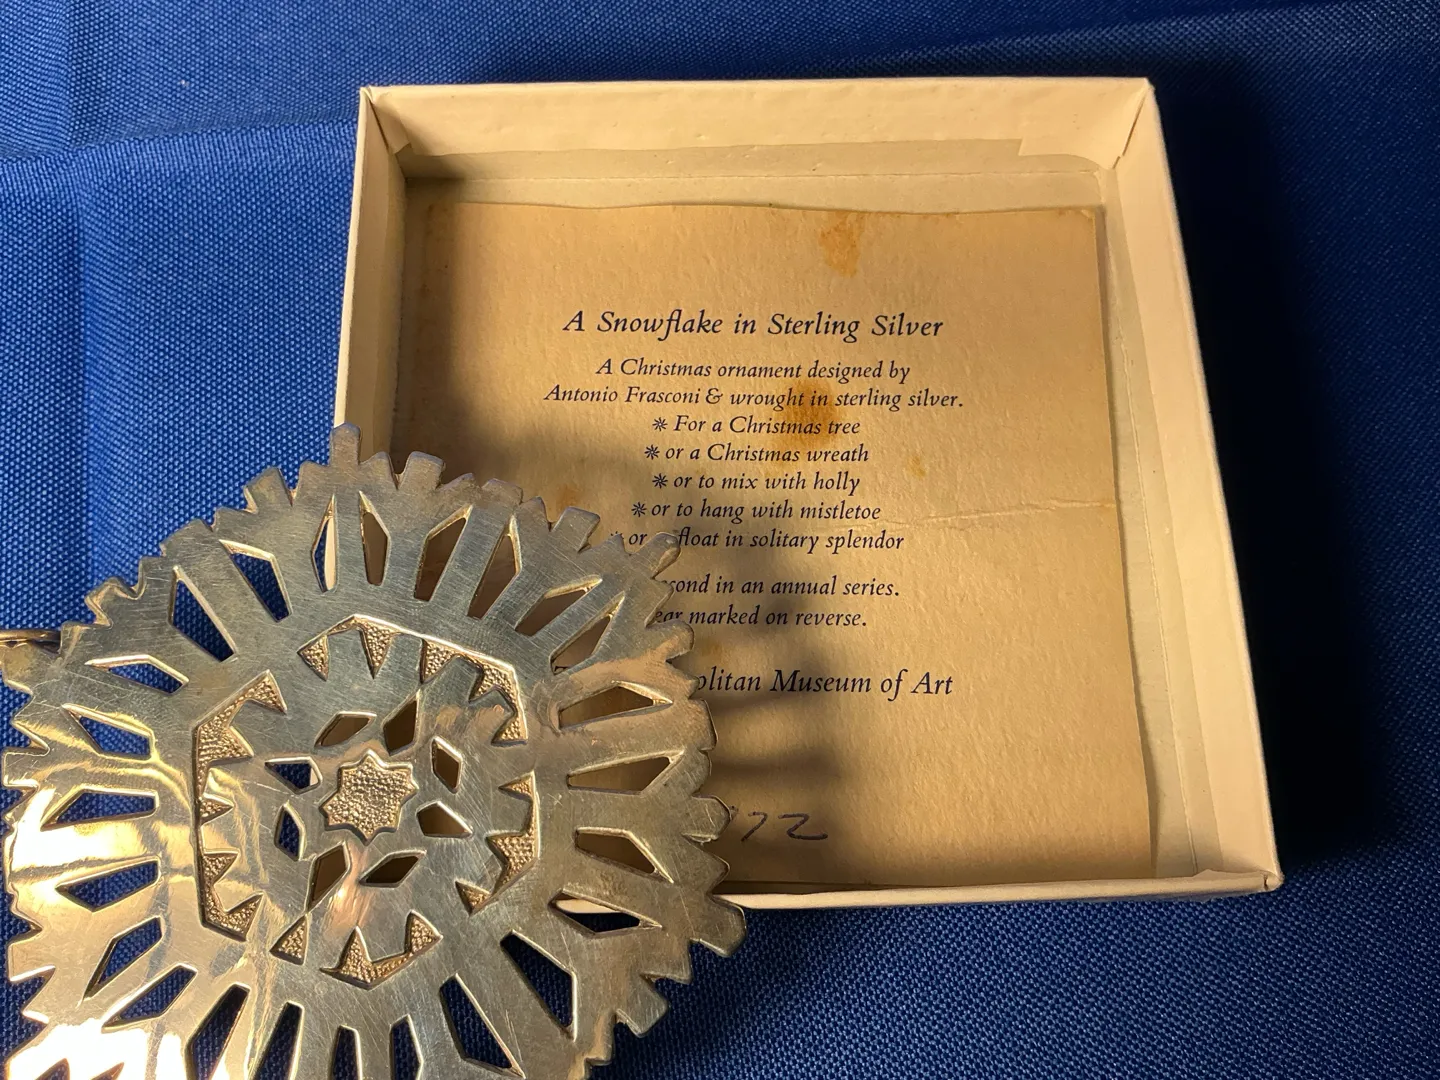 A Snowflake in Sterling Silver
A Christmas ornament designed by
Antonio Frasconi & wrought in sterling silver.
✵ For a Christmas tree
✵ or a Christmas wreath
✵ or to mix with holly
✵ or to hang with mistletoe
✵ or float in solitary splendor
in an annual series.
marked on reverse.
Museum of Art
72